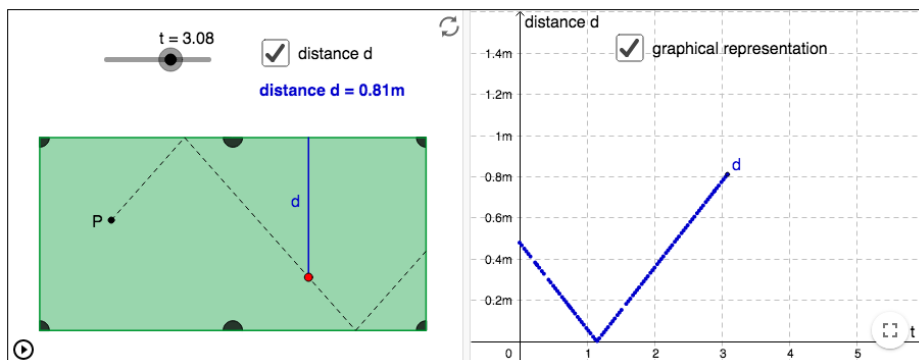 t = 3.08
distance d
distance d = 0.81m
P
d
distance d
graphical representation
1.4m
1.2m
1m
0.8m
0.6m
0.4m
0.2m
d
0 1 2 3 4 5
t